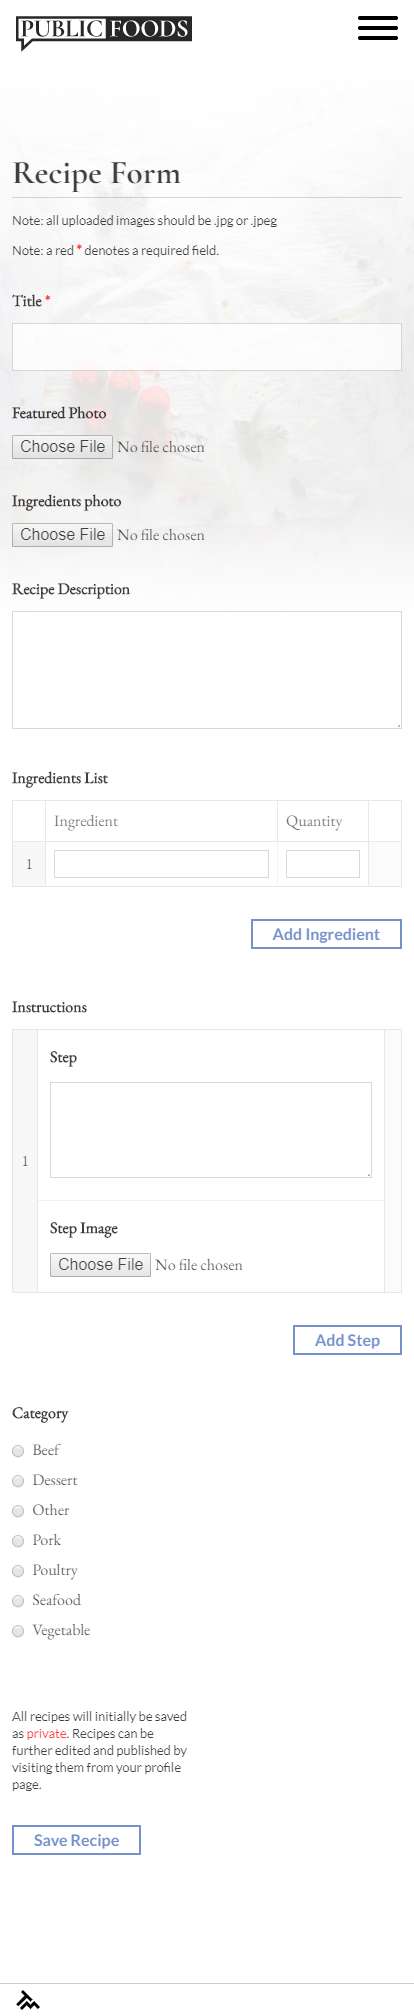 PUBLIC FOODS
Recipe Form
Note: all uploaded images should be .jpg or .jpeg
Note: a red * denotes a required field.
Title *
Featured Photo
Choose File No file chosen
Ingredients photo
Choose File No file chosen
Recipe Description
Ingredients List
Ingredient Quantity
1
Add Ingredient
Instructions
Step
1
Step Image
Choose File No file chosen
Add Step
Category
Beef
Dessert
Other
Pork
Poultry
Seafood
Vegetable
All recipes will initially be saved
as private. Recipes can be
further edited and published by
visiting them from your profile
page.
Save Recipe